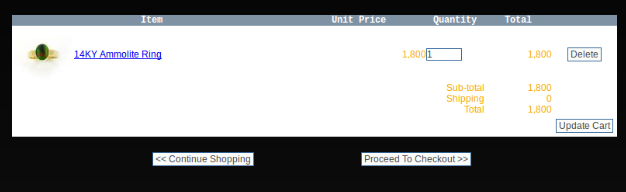 Item Unit Price Quantity Total
14KY Ammolite Ring 1,800 1 1,800 Delete
Sub-total 1,800
Shipping 0
Total 1,800
Update Cart
<< Continue Shopping Proceed To Checkout >>